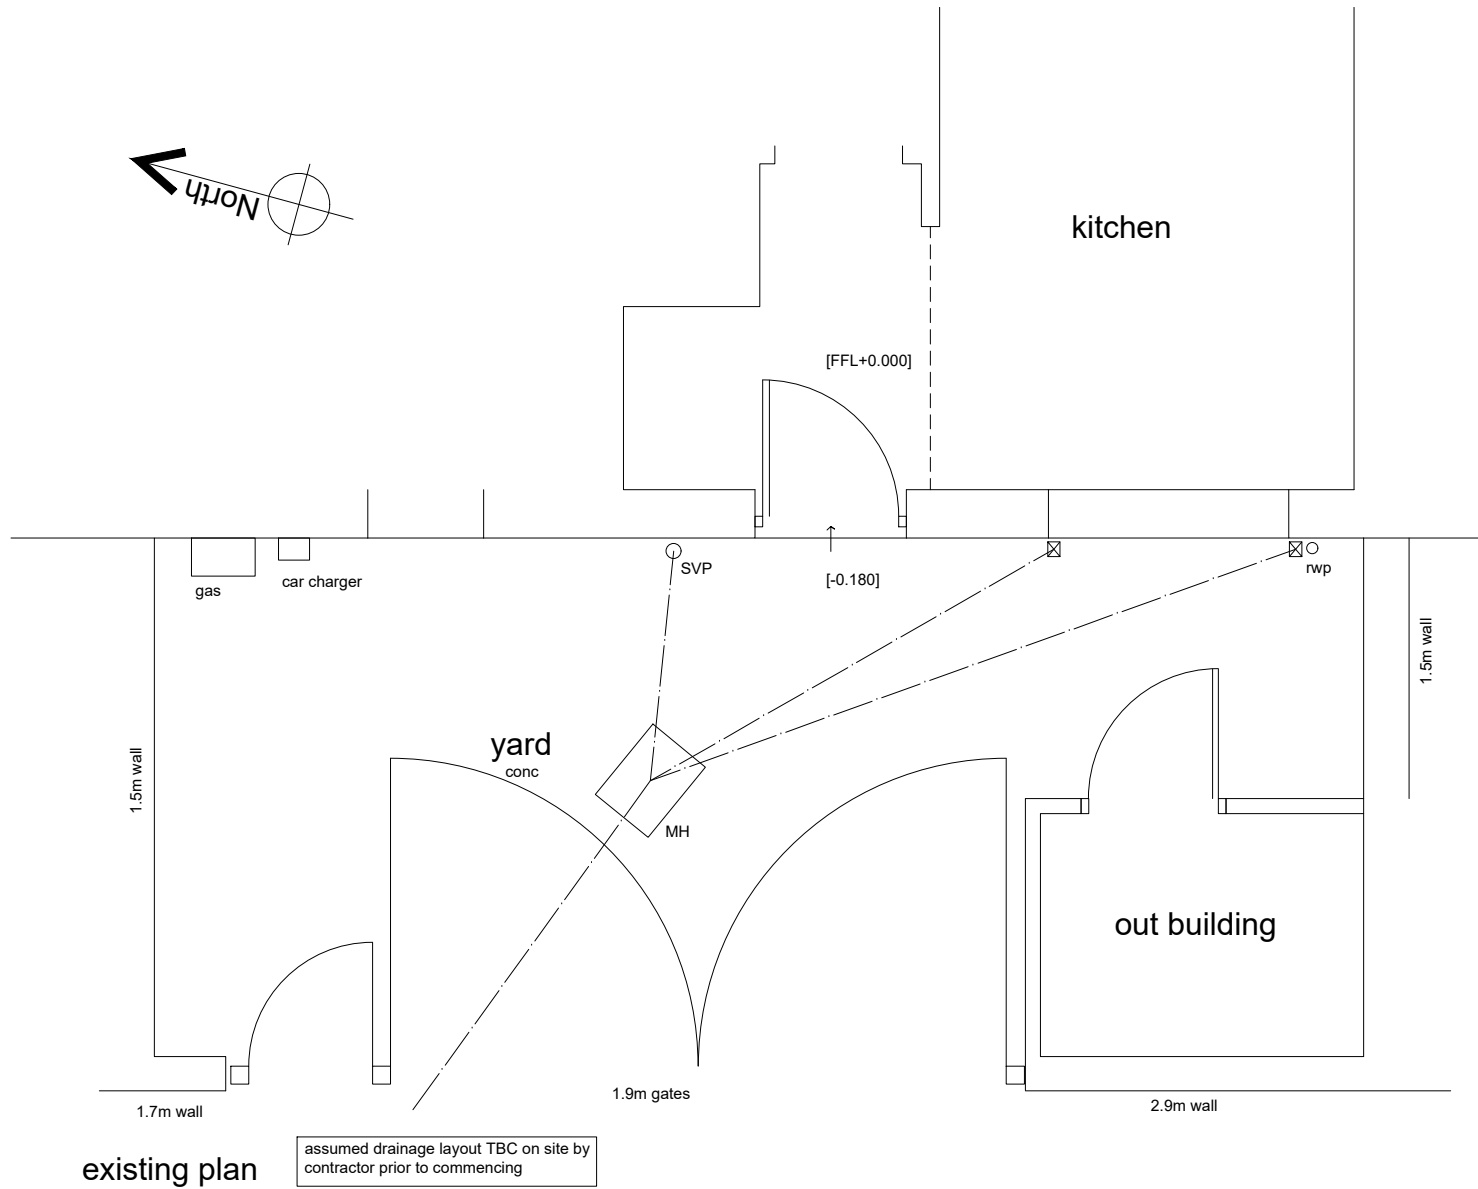 North
kitchen
[FFL+0.000]
gas
car charger
SVP
[-0.180]
rwp
1.5m wall
1.5m wall
yard
conc
MH
out building
1.9m gates
1.7m wall
2.9m wall
existing plan
assumed drainage layout TBC on site by
contractor prior to commencing